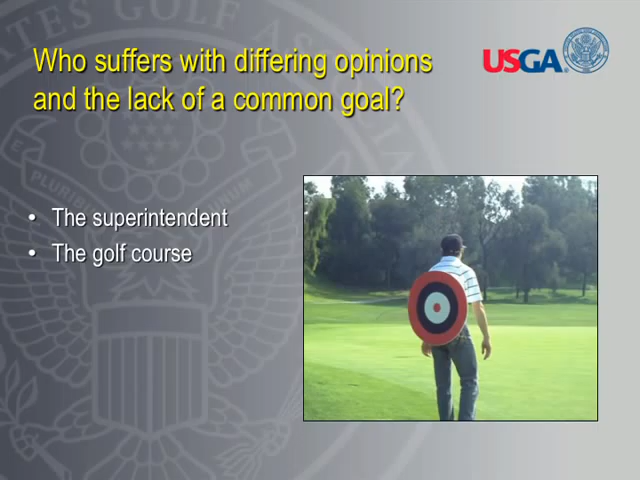 Who suffers with differing opinions
and the lack of a common goal?
USGA
• The superintendent
• The golf course